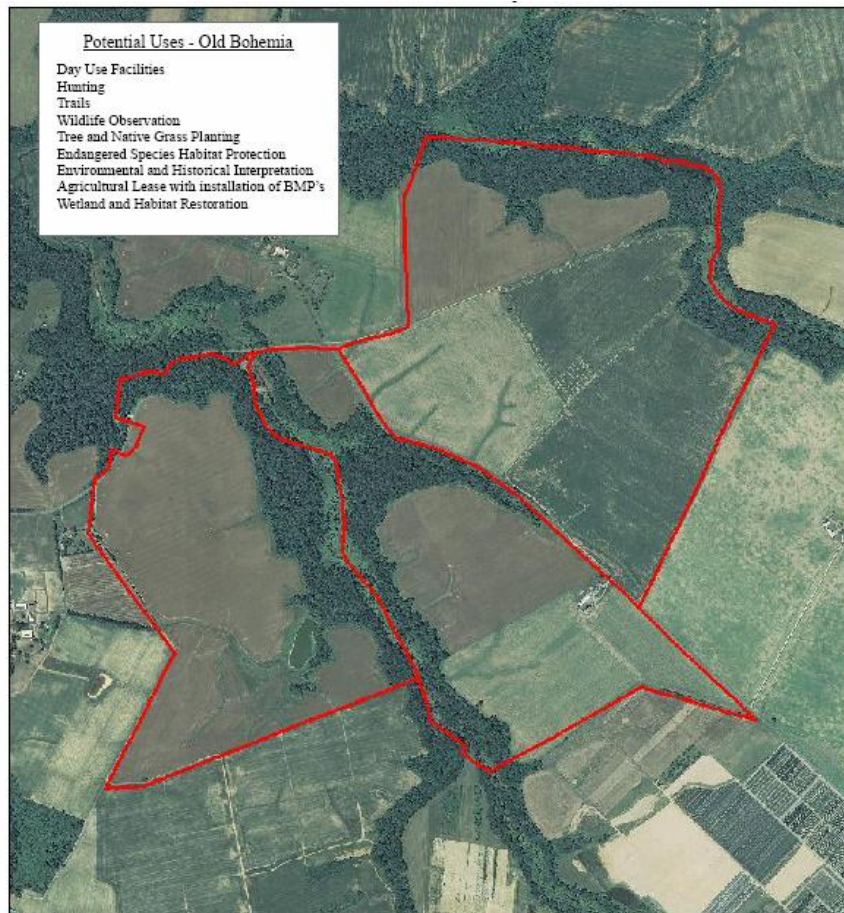 Potential Uses - Old Bohemia
Day Use Facilities
Hunting
Trails
Wildlife Observation
Tree and Native Grass Planting
Endangered Species Habitat Protection
Environmental and Historical Interpretation
Agricultural Lease with installation of BMP's
Wetland and Habitat Restoration